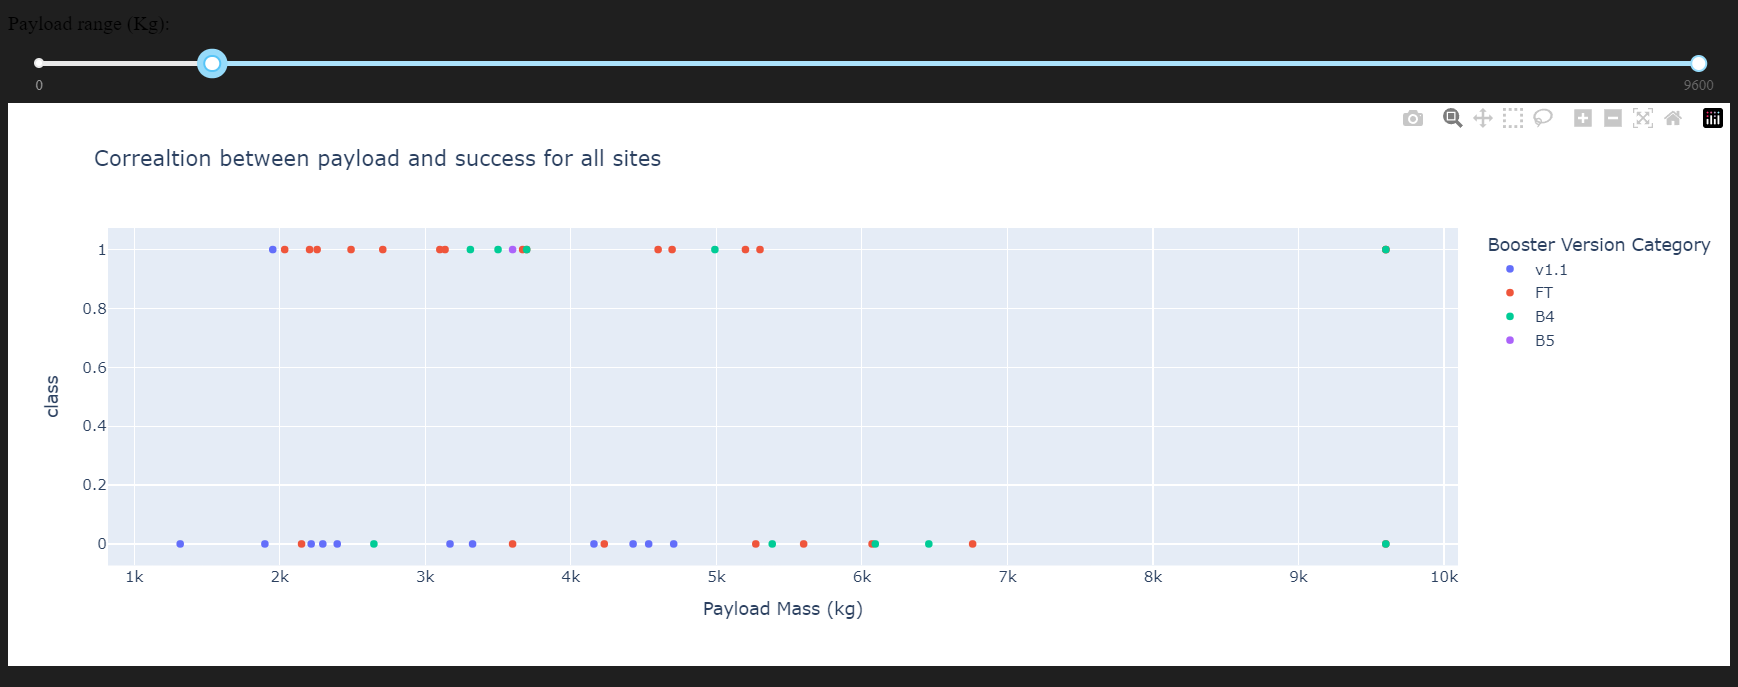 Payload range (Kg):
0 9600
Correaltion between payload and success for all sites
Booster Version Category
v1.1
FT
B4
B5
class
1
0.8
0.6
0.4
0.2
0
1k 2k 3k 4k 5k 6k 7k 8k 9k 10k
Payload Mass (kg)